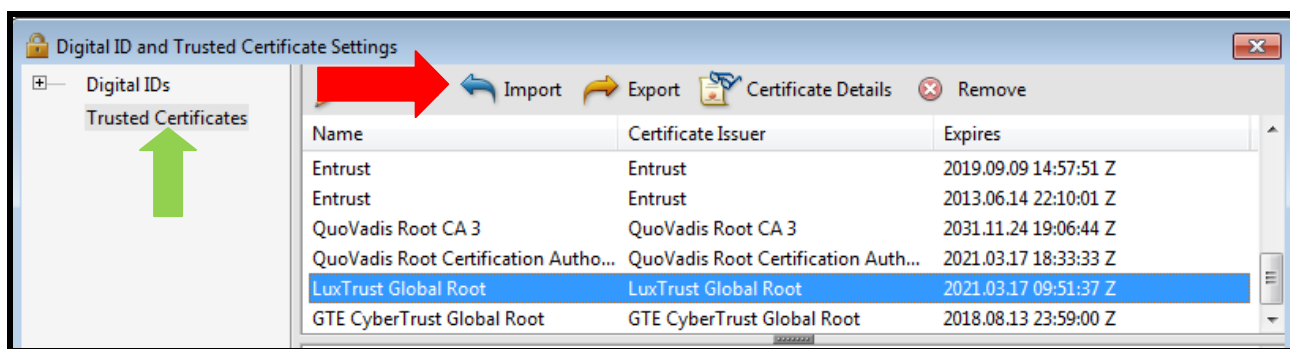 Digital ID and Trusted Certificate Settings
Digital IDs
Trusted Certificates
Import Export Certificate Details Remove
Name Certificate Issuer Expires
Entrust Entrust 2019.09.09 14:57:51 Z
Entrust Entrust 2013.06.14 22:10:01 Z
QuoVadis Root CA 3 QuoVadis Root CA 3 2031.11.24 19:06:44 Z
QuoVadis Root Certification Autho... QuoVadis Root Certification Auth... 2021.03.17 18:33:33 Z
LuxTrust Global Root LuxTrust Global Root 2021.03.17 09:51:37 Z
GTE CyberTrust Global Root GTE CyberTrust Global Root 2018.08.13 23:59:00 Z